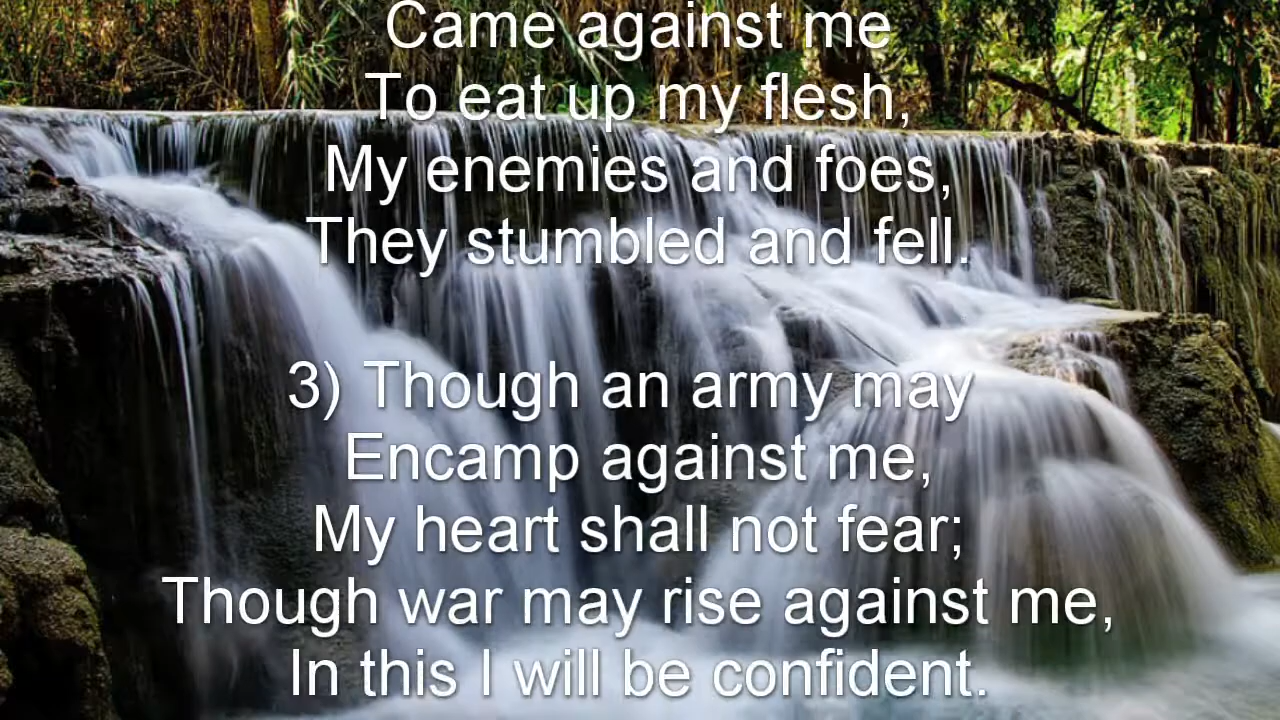 Came against me
To eat up my flesh,
My enemies and foes,
They stumbled and fell.
3) Though an army may
Encamp against me,
My heart shall not fear;
Though war may rise against me,
In this I will be confident.